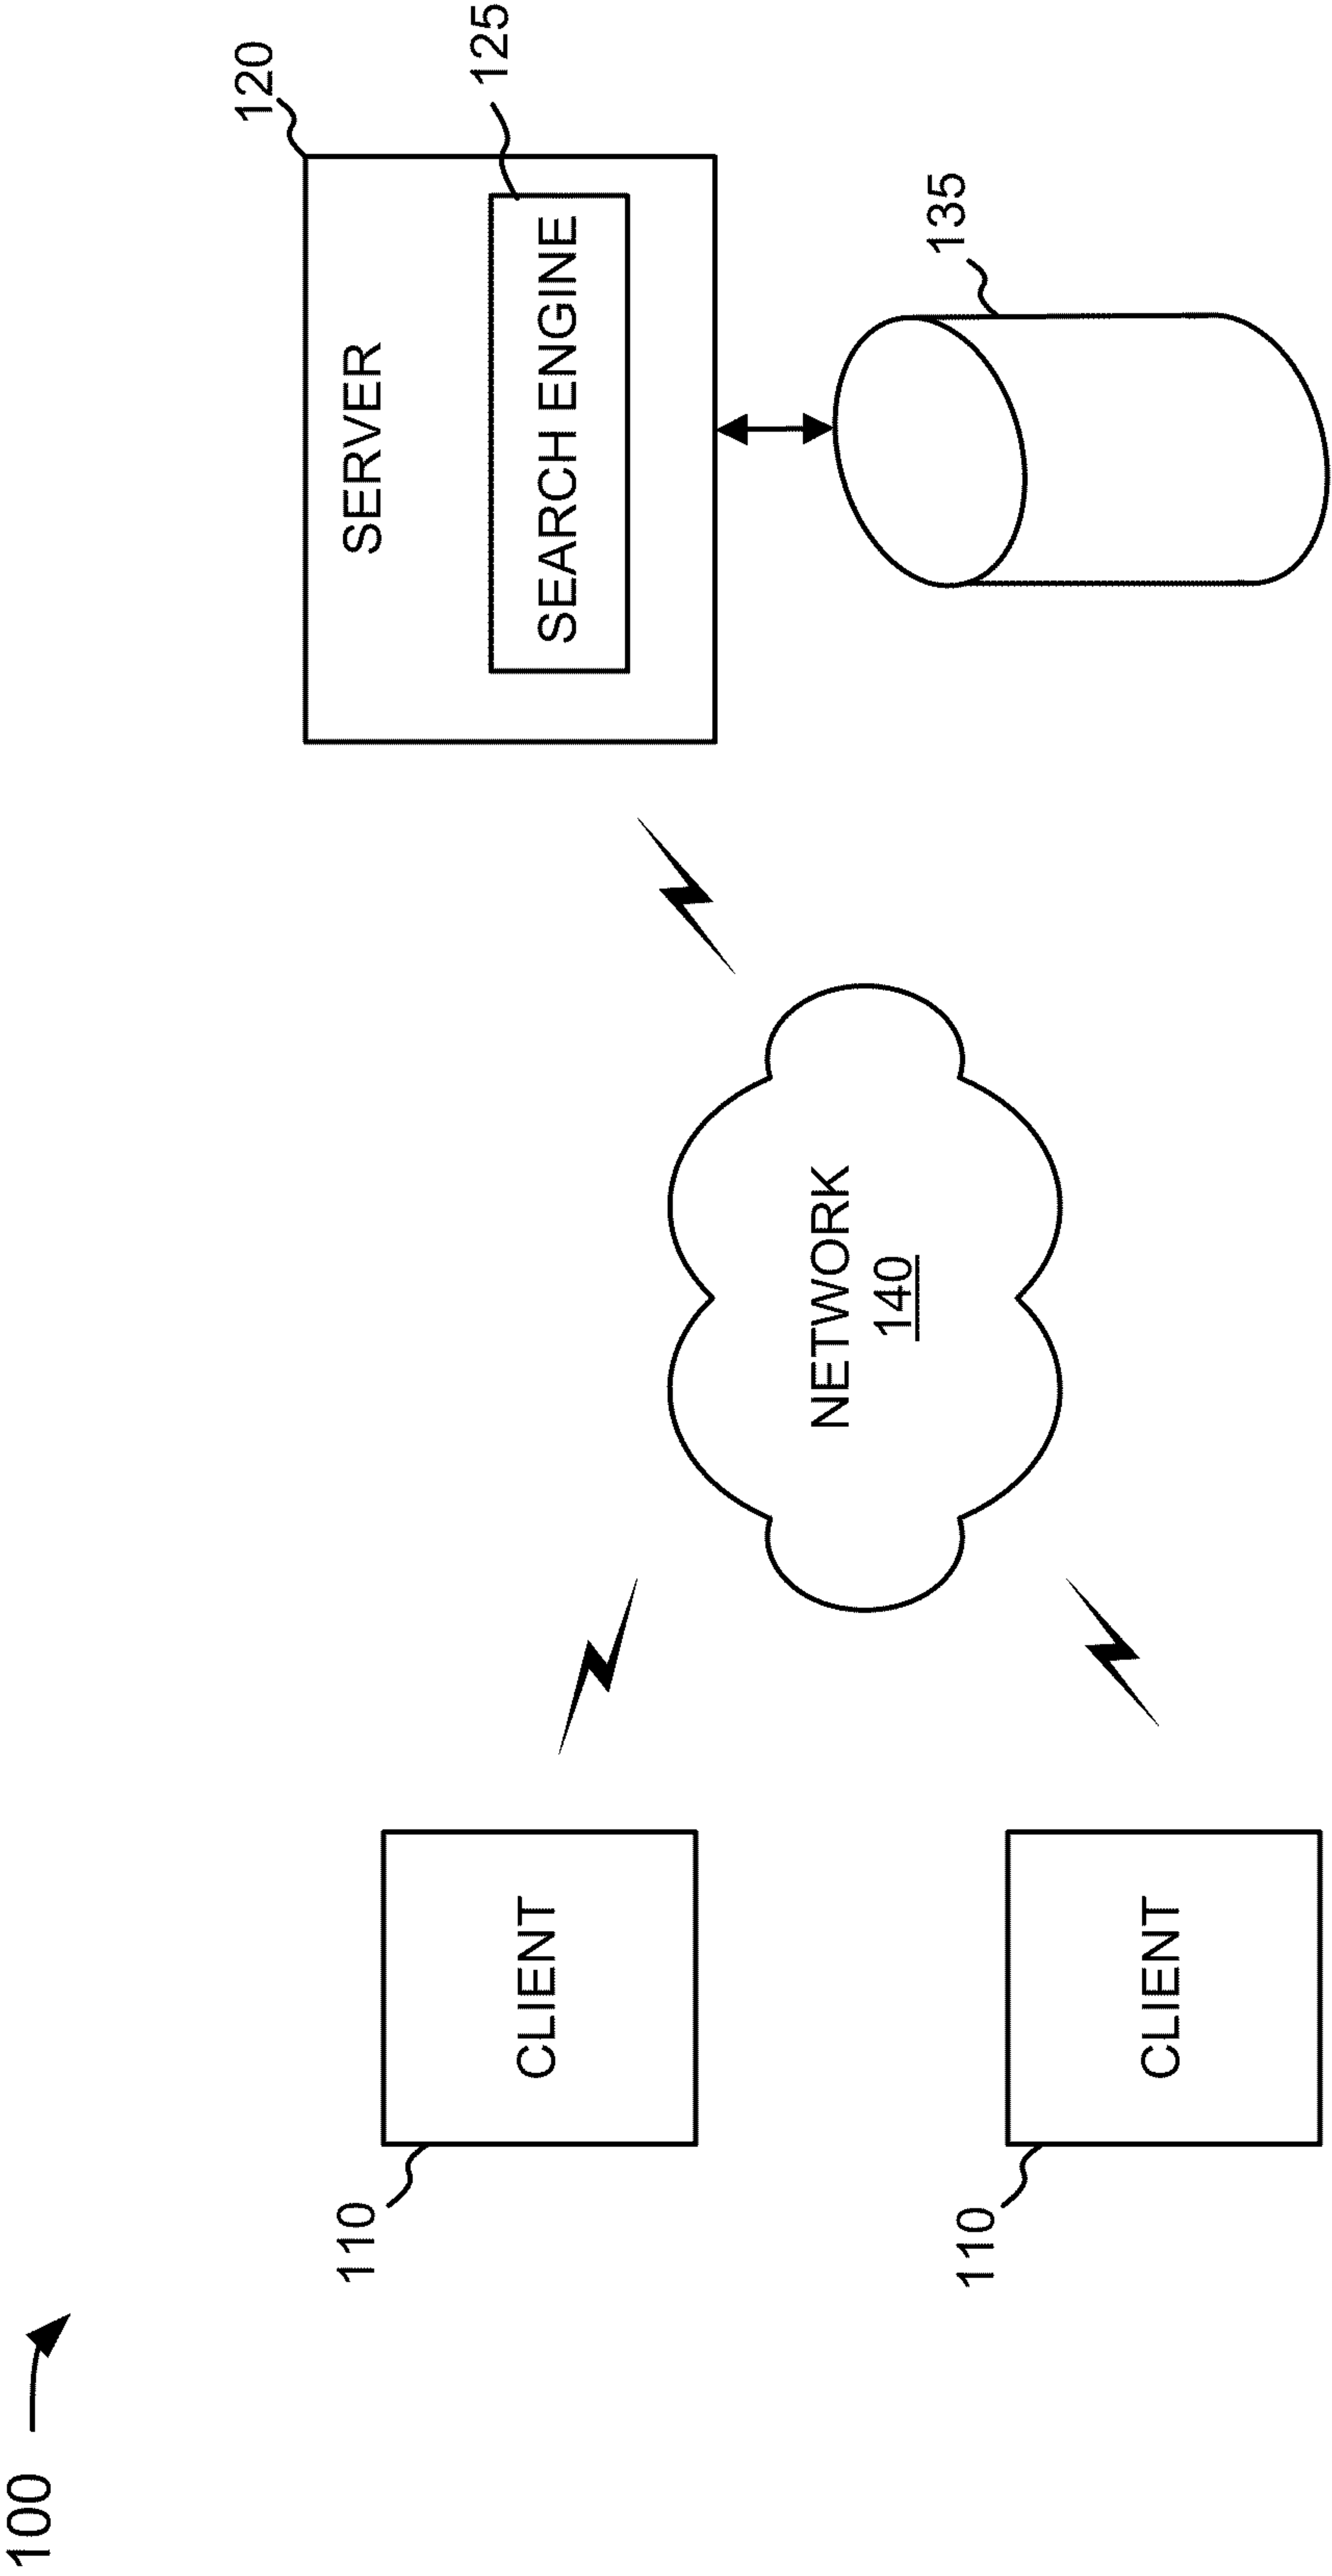 100
120
SERVER
125
SEARCH ENGINE
135
110
CLIENT
NETWORK
140
110
CLIENT